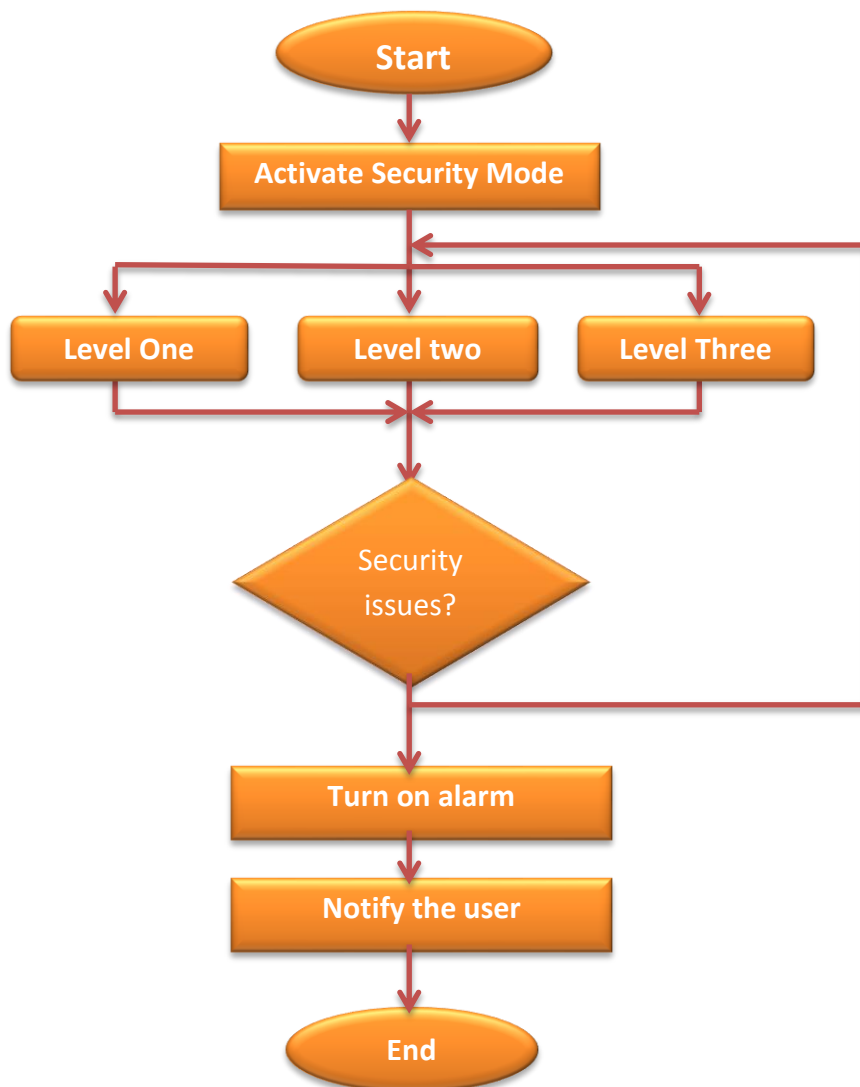 Start
Activate Security Mode
Level One
Level two
Level Three
Security
issues?
Turn on alarm
Notify the user
End